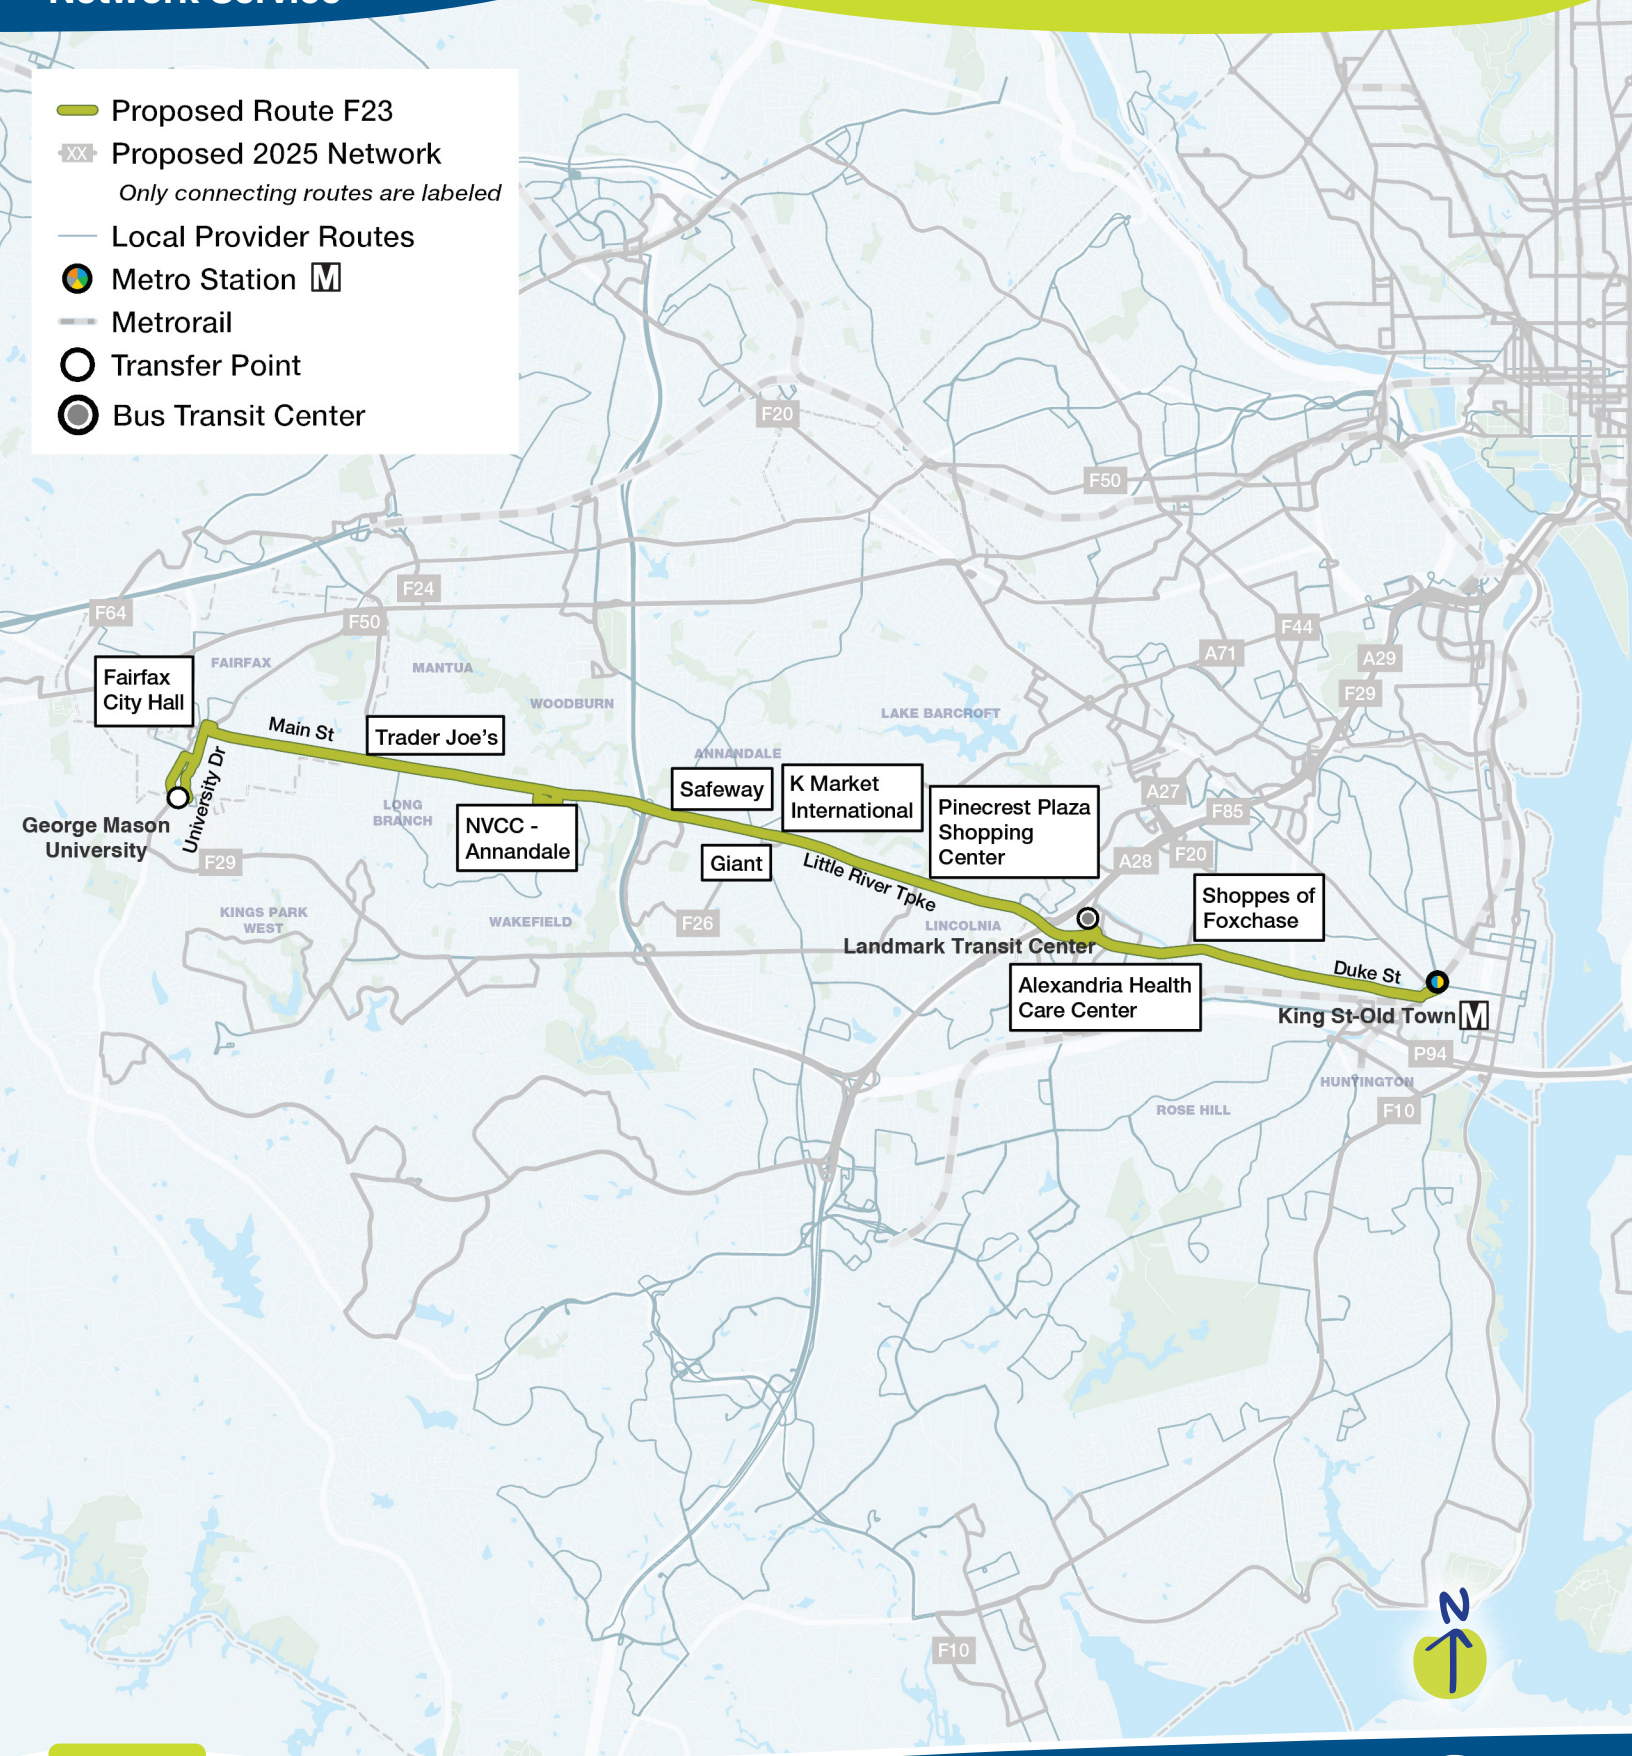 Network Service
Proposed Route F23
XX Proposed 2025 Network
Only connecting routes are labeled
Local Provider Routes
Metro Station M
Metrorail
Transfer Point
Bus Transit Center
F20
F50
F24
F64
F50
F44
A71
A29
F29
Fairfax
City Hall
FAIRFAX
MANTUA
WOODBURN
LAKE BARCROFT
Main St
Trader Joe's
ANNANDALE
University Dr
George Mason
University
F29
LONG
BRANCH
NVCC -
Annandale
Safeway
K Market
International
Giant
Pinecrest Plaza
Shopping
Center
Little River Tpke
A27
F85
A28
F20
Shoppes of
Foxchase
KINGS PARK
WEST
WAKEFIELD
F26
LINCOLNIA
Landmark Transit Center
Alexandria Health
Care Center
Duke St
King St-Old Town M
P94
HUNTINGTON
ROSE HILL
F10
N
F10